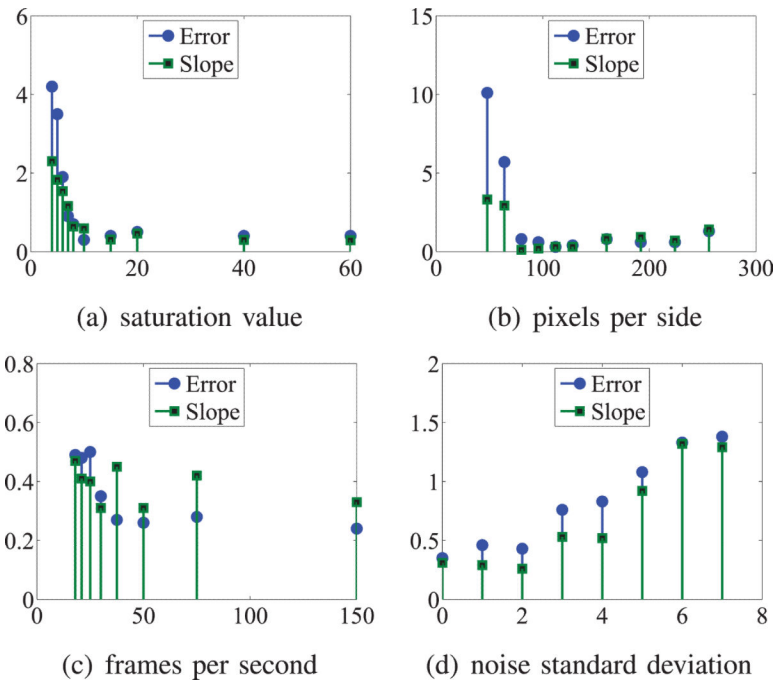 6
4
2
0
0
20
40
60
Error
Slope
(a) saturation value
15
10
5
0
0
100
200
300
Error
Slope
(b) pixels per side
0.8
0.6
0.4
0.2
0
0
50
100
150
Error
Slope
(c) frames per second
2
1.5
1
0.5
0
0
2
4
6
8
Error
Slope
(d) noise standard deviation